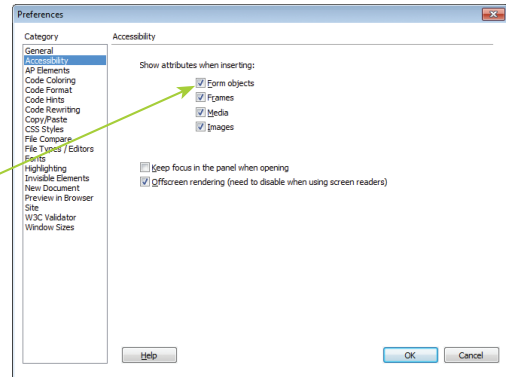 Preferences
Category
Accessibility
General
Accessibility
AP Elements
Code Coloring
Code Format
Code Hints
Code Rewriting
Copy/Paste
CSS Styles
File Compare
File Types / Editors
Fonts
Highlighting
Invisible Elements
New Document
Preview in Browser
Site
W3C Validator
Window Sizes
Show attributes when inserting:
Form objects
Frames
Media
Images
Keep focus in the panel when opening
Offscreen rendering (need to disable when using screen readers)
Help
OK
Cancel